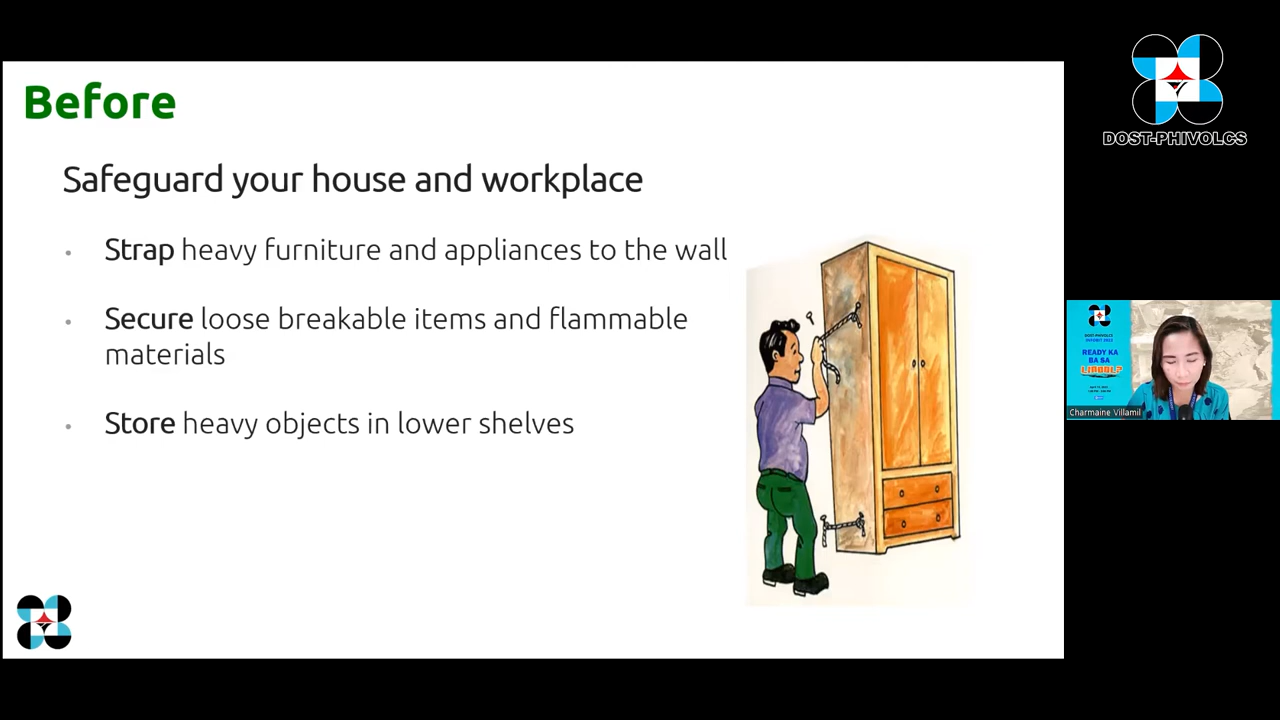 Before
Safeguard your house and workplace
Strap heavy furniture and appliances to the wall
Secure loose breakable items and flammable
materials
Store heavy objects in lower shelves
DOST-PHIVOLCS
READY KA
BA SA
LINDOL?
Charmaine Villamil